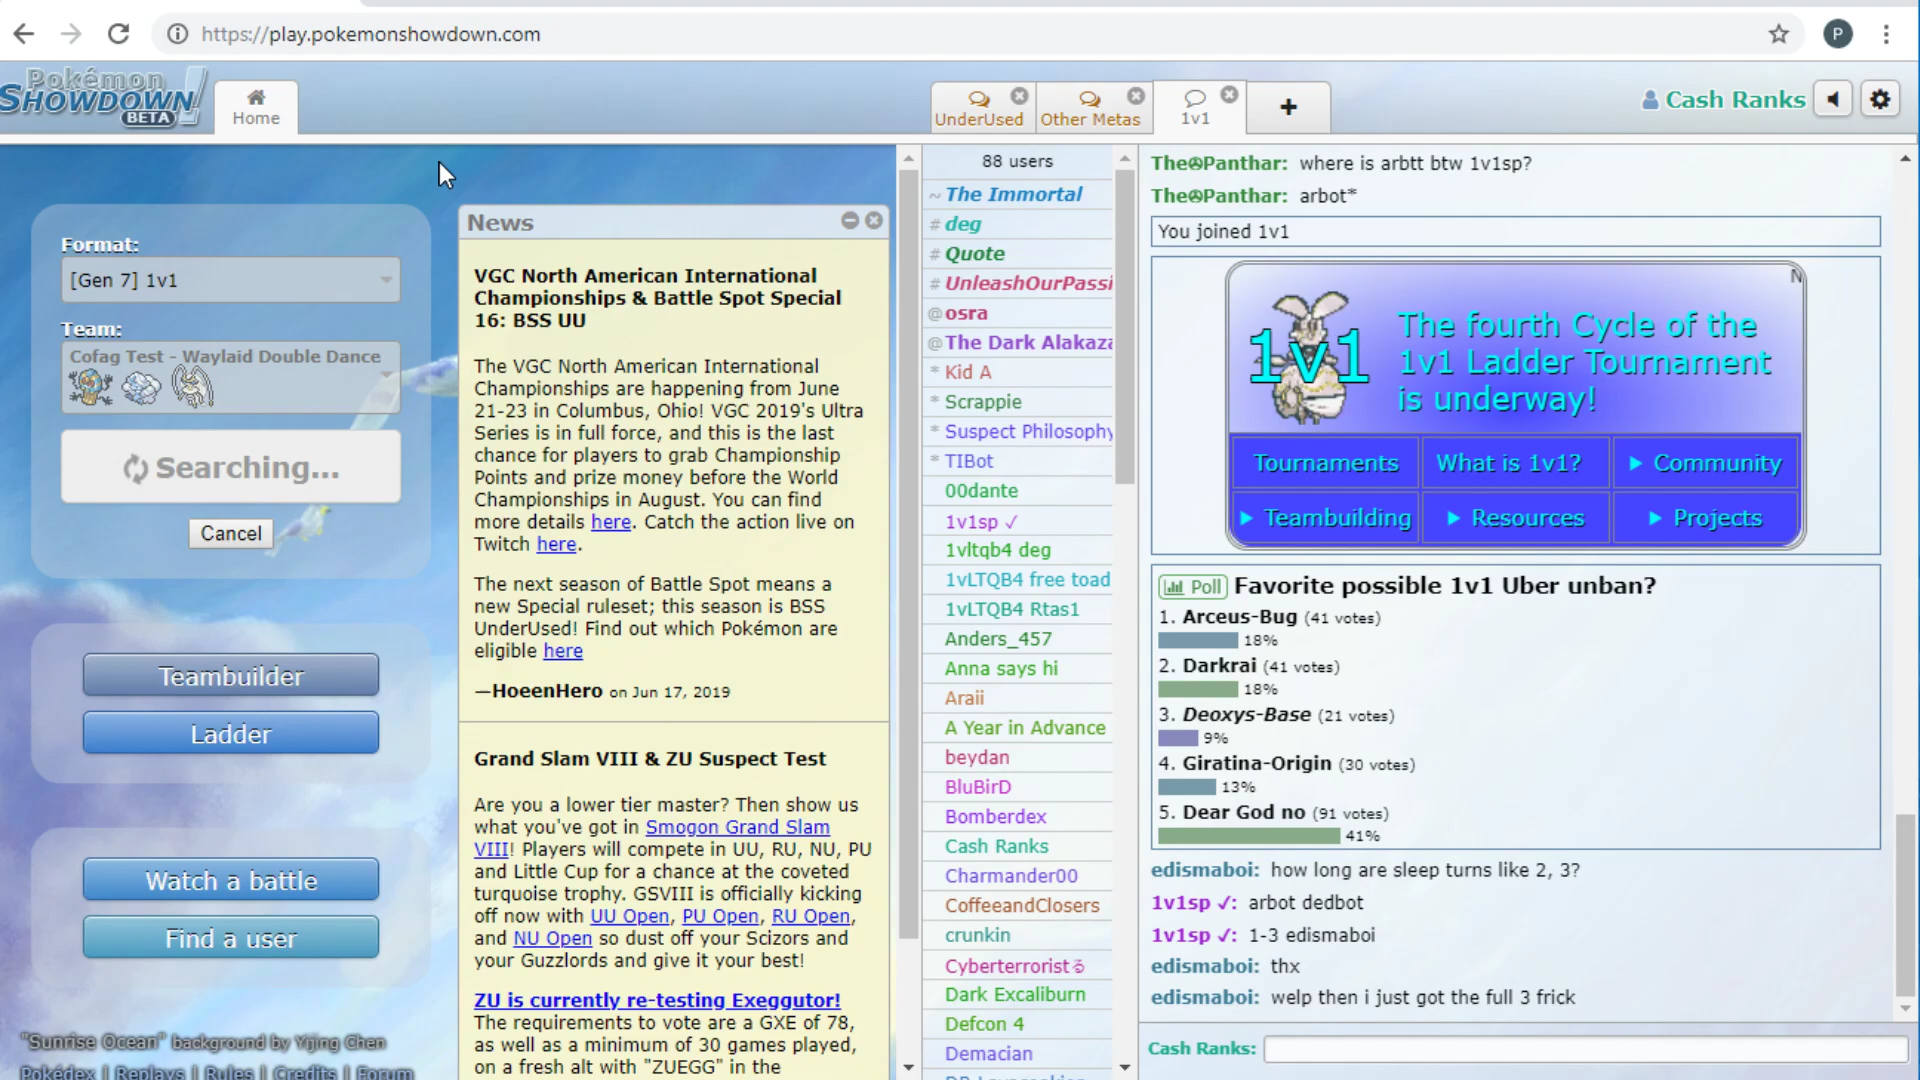 https://play.pokemonshowdown.com
P
Pokémon
SHOWDOWN!
BETA
Home
UnderUsed
Other Metas
1v1
+
Cash Ranks
Format:
[Gen 7] 1v1
Team:
Cofag Test - Waylaid Double Dance
Searching...
Cancel
Teambuilder
Ladder
Watch a battle
Find a user
"Sunrise Ocean" background by Yijing Chen
Pokédex | Replays | Rules | Credits | Forum
News
VGC North American International
Championships & Battle Spot Special
16: BSS UU
The VGC North American International
Championships are happening from June
21-23 in Columbus, Ohio! VGC 2019's Ultra
Series is in full force, and this is the last
chance for players to grab Championship
Points and prize money before the World
Championships in August. You can find
more details here. Catch the action live on
Twitch here.
The next season of Battle Spot means a
new Special ruleset; this season is BSS
UnderUsed! Find out which Pokémon are
eligible here
—HoeenHero on Jun 17, 2019
Grand Slam VIII & ZU Suspect Test
Are you a lower tier master? Then show us
what you've got in Smogon Grand Slam
VIII! Players will compete in UU, RU, NU, PU
and Little Cup for a chance at the coveted
turquoise trophy. GSVIII is officially kicking
off now with UU Open, PU Open, RU Open,
and NU Open so dust off your Scizors and
your Guzzlords and give it your best!
ZU is currently re-testing Exeggutor!
The requirements to vote are a GXE of 78,
as well as a minimum of 30 games played,
on a fresh alt with "ZUEGG" in the
88 users
~ The Immortal
# deg
# Quote
# UnleashOurPassi
@ osra
@ The Dark Alakaza
* Kid A
* Scrappie
* Suspect Philosophy
* TIBot
00dante
1v1sp ✓
1vltqb4 deg
1vLTQB4 free toad
1vLTQB4 Rtas1
Anders_457
Anna says hi
Araii
A Year in Advance
beydan
BluBirD
Bomberdex
Cash Ranks
Charmander00
CoffeeandClosers
crunkin
Cyberterroristる
Dark Excaliburn
Defcon 4
Demacian
The✇Panthar: where is arbtt btw 1v1sp?
The✇Panthar: arbot*
You joined 1v1
N
1v1
The fourth Cycle of the
1v1 Ladder Tournament
is underway!
Tournaments
What is 1v1?
► Community
► Teambuilding
► Resources
► Projects
Poll Favorite possible 1v1 Uber unban?
1. Arceus-Bug (41 votes)
18%
2. Darkrai (41 votes)
18%
3. Deoxys-Base (21 votes)
9%
4. Giratina-Origin (30 votes)
13%
5. Dear God no (91 votes)
41%
edismaboi: how long are sleep turns like 2, 3?
1v1sp ✓: arbot dedbot
1v1sp ✓: 1-3 edismaboi
edismaboi: thx
edismaboi: welp then i just got the full 3 frick
Cash Ranks: